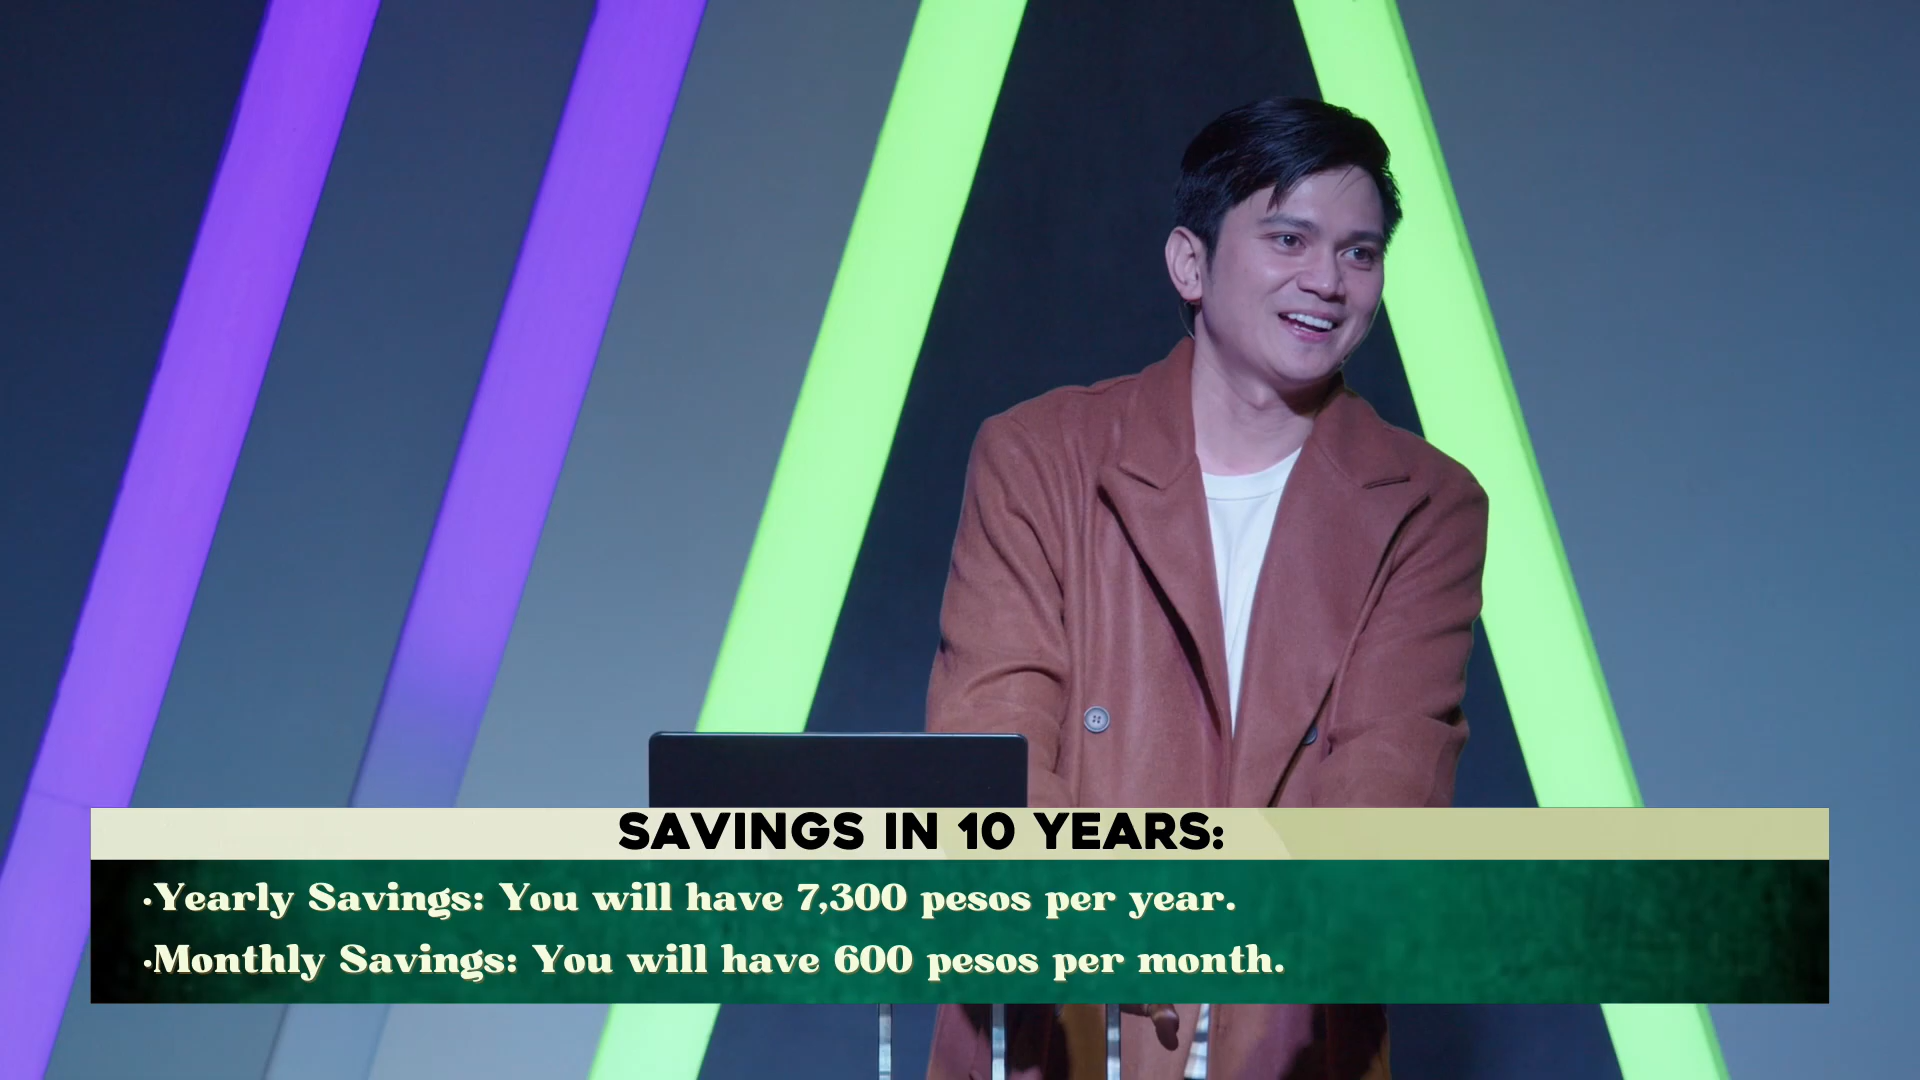 SAVINGS IN 10 YEARS:
·Yearly Savings: You will have 7,300 pesos per year.
·Monthly Savings: You will have 600 pesos per month.